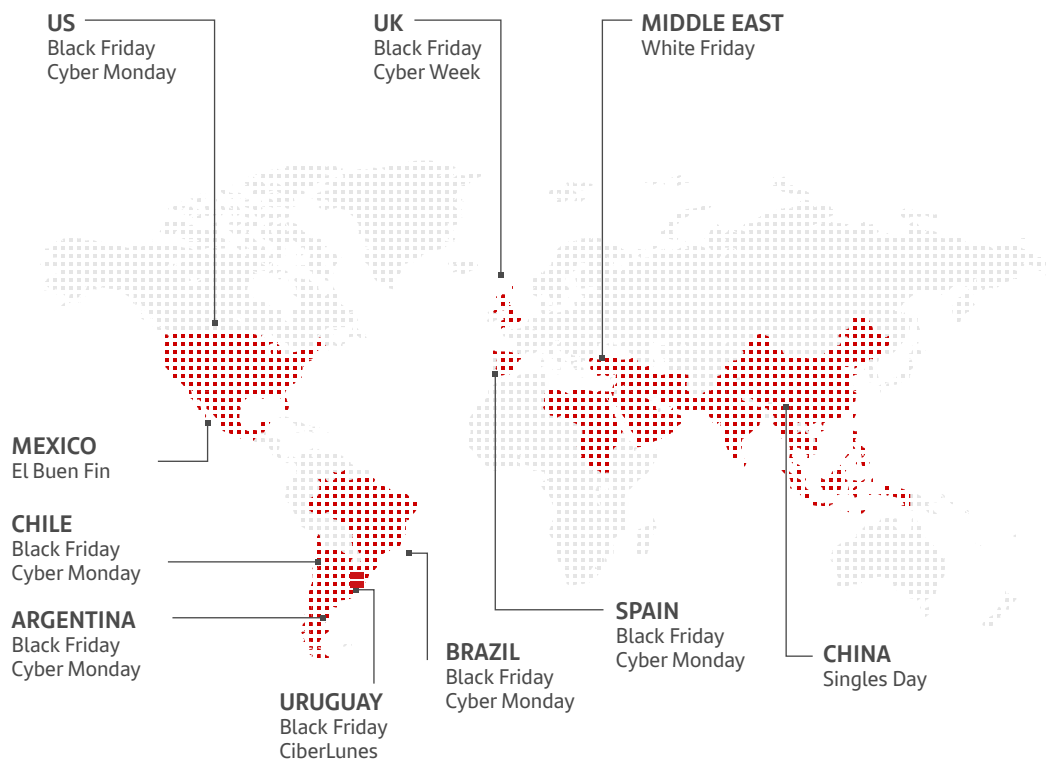 US
Black Friday
Cyber Monday
UK
Black Friday
Cyber Week
MIDDLE EAST
White Friday
MEXICO
El Buen Fin
CHILE
Black Friday
Cyber Monday
ARGENTINA
Black Friday
Cyber Monday
URUGUAY
Black Friday
CiberLunes
BRAZIL
Black Friday
Cyber Monday
SPAIN
Black Friday
Cyber Monday
CHINA
Singles Day